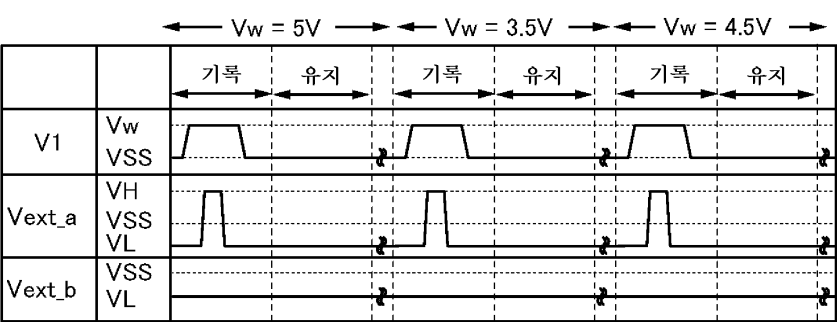 Vw = 5V Vw = 3.5V Vw = 4.5V
기록 유지 기록 유지 기록 유지
V1 Vw
VSS
Vext_a VH
VSS
VL
Vext_b VSS
VL